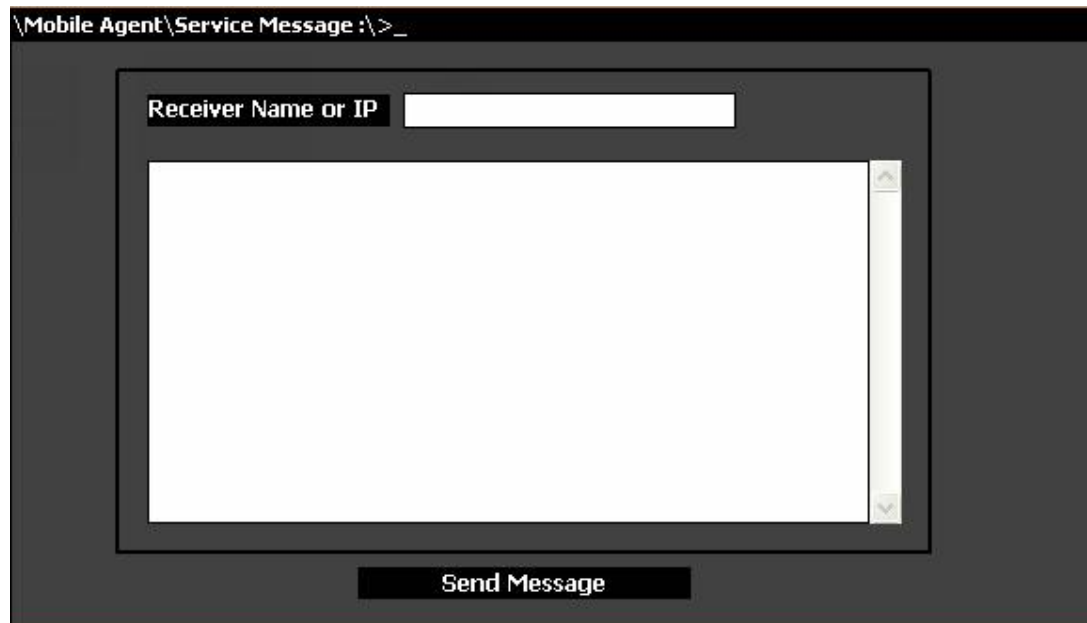 \Mobile Agent\Service Message :\>_
Receiver Name or IP
Send Message